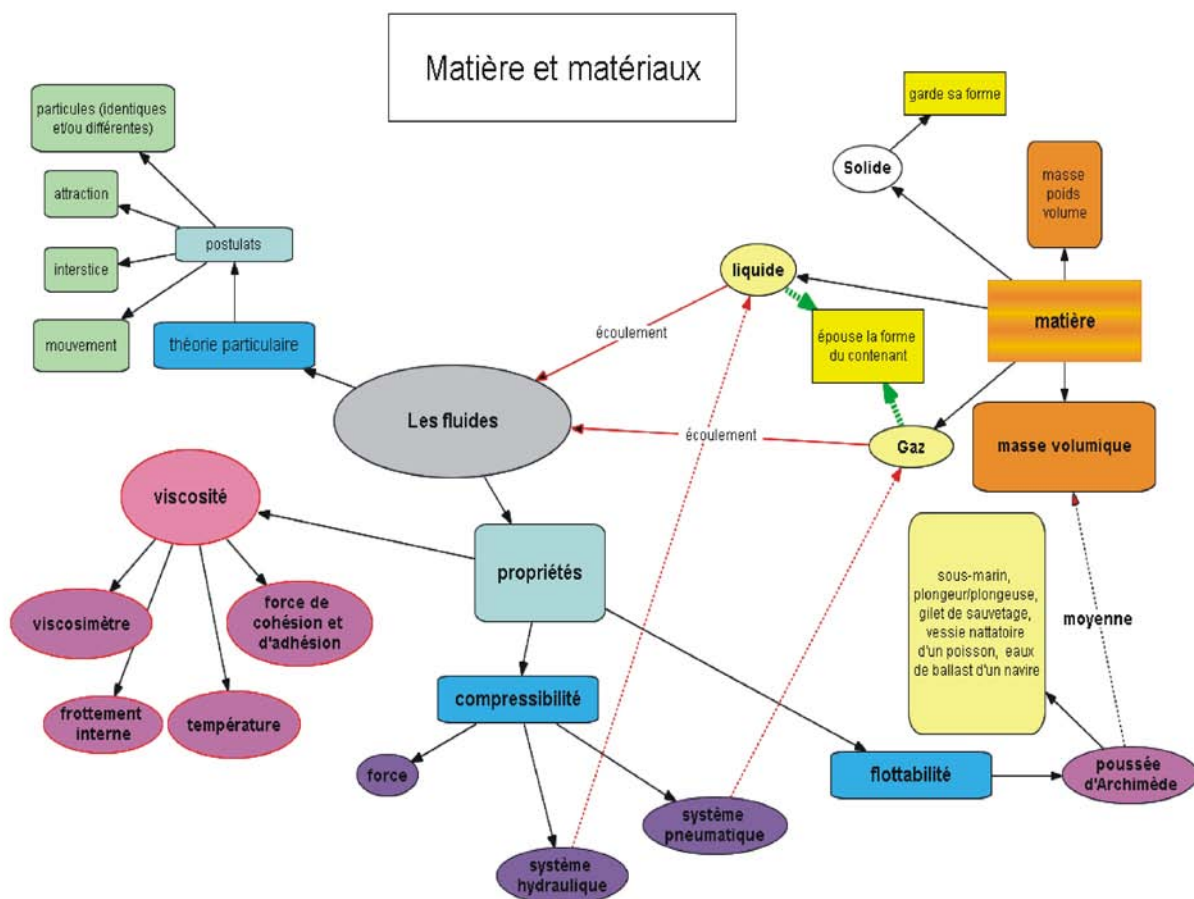 Matière et matériaux
particules (identiques
et/ou différentes)
attraction
interstice
mouvement
postulats
théorie particulaire
garde sa forme
Solide
masse
poids
volume
liquide
matière
écoulement
épouse la forme
du contenant
Les fluides
écoulement
Gaz
masse volumique
viscosité
propriétés
sous-marin,
plongeur/plongeuse,
gilet de sauvetage,
vessie nattatoire
d'un poisson, eaux
de ballast d'un navire
moyenne
viscosimètre
force de
cohésion et
d'adhésion
frottement
interne
température
compressibilité
force
système
hydraulique
système
pneumatique
flottabilité
poussée
d'Archimède